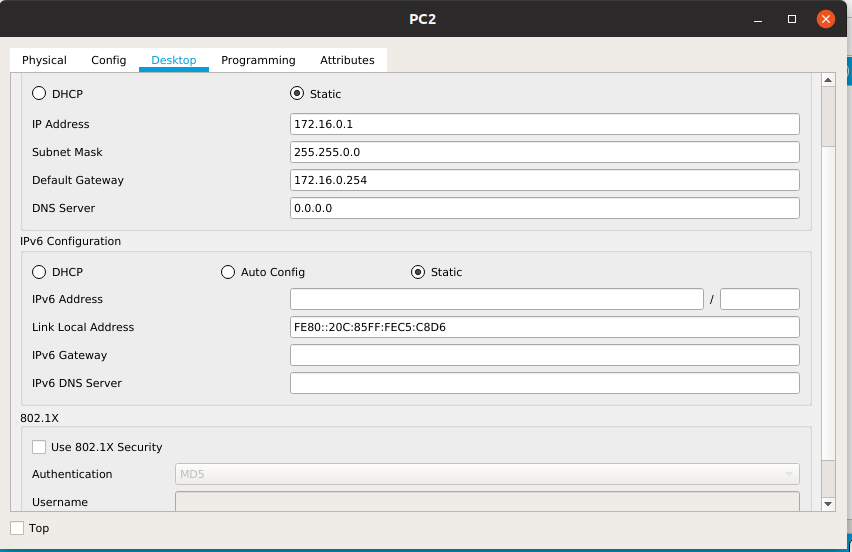 PC2
Physical Config Desktop Programming Attributes
DHCP Static
IP Address 172.16.0.1
Subnet Mask 255.255.0.0
Default Gateway 172.16.0.254
DNS Server 0.0.0.0
IPv6 Configuration
DHCP Auto Config Static
IPv6 Address /
Link Local Address FE80::20C:85FF:FEC5:C8D6
IPv6 Gateway
IPv6 DNS Server
802.1X
Use 802.1X Security
Authentication MD5
Username
Top